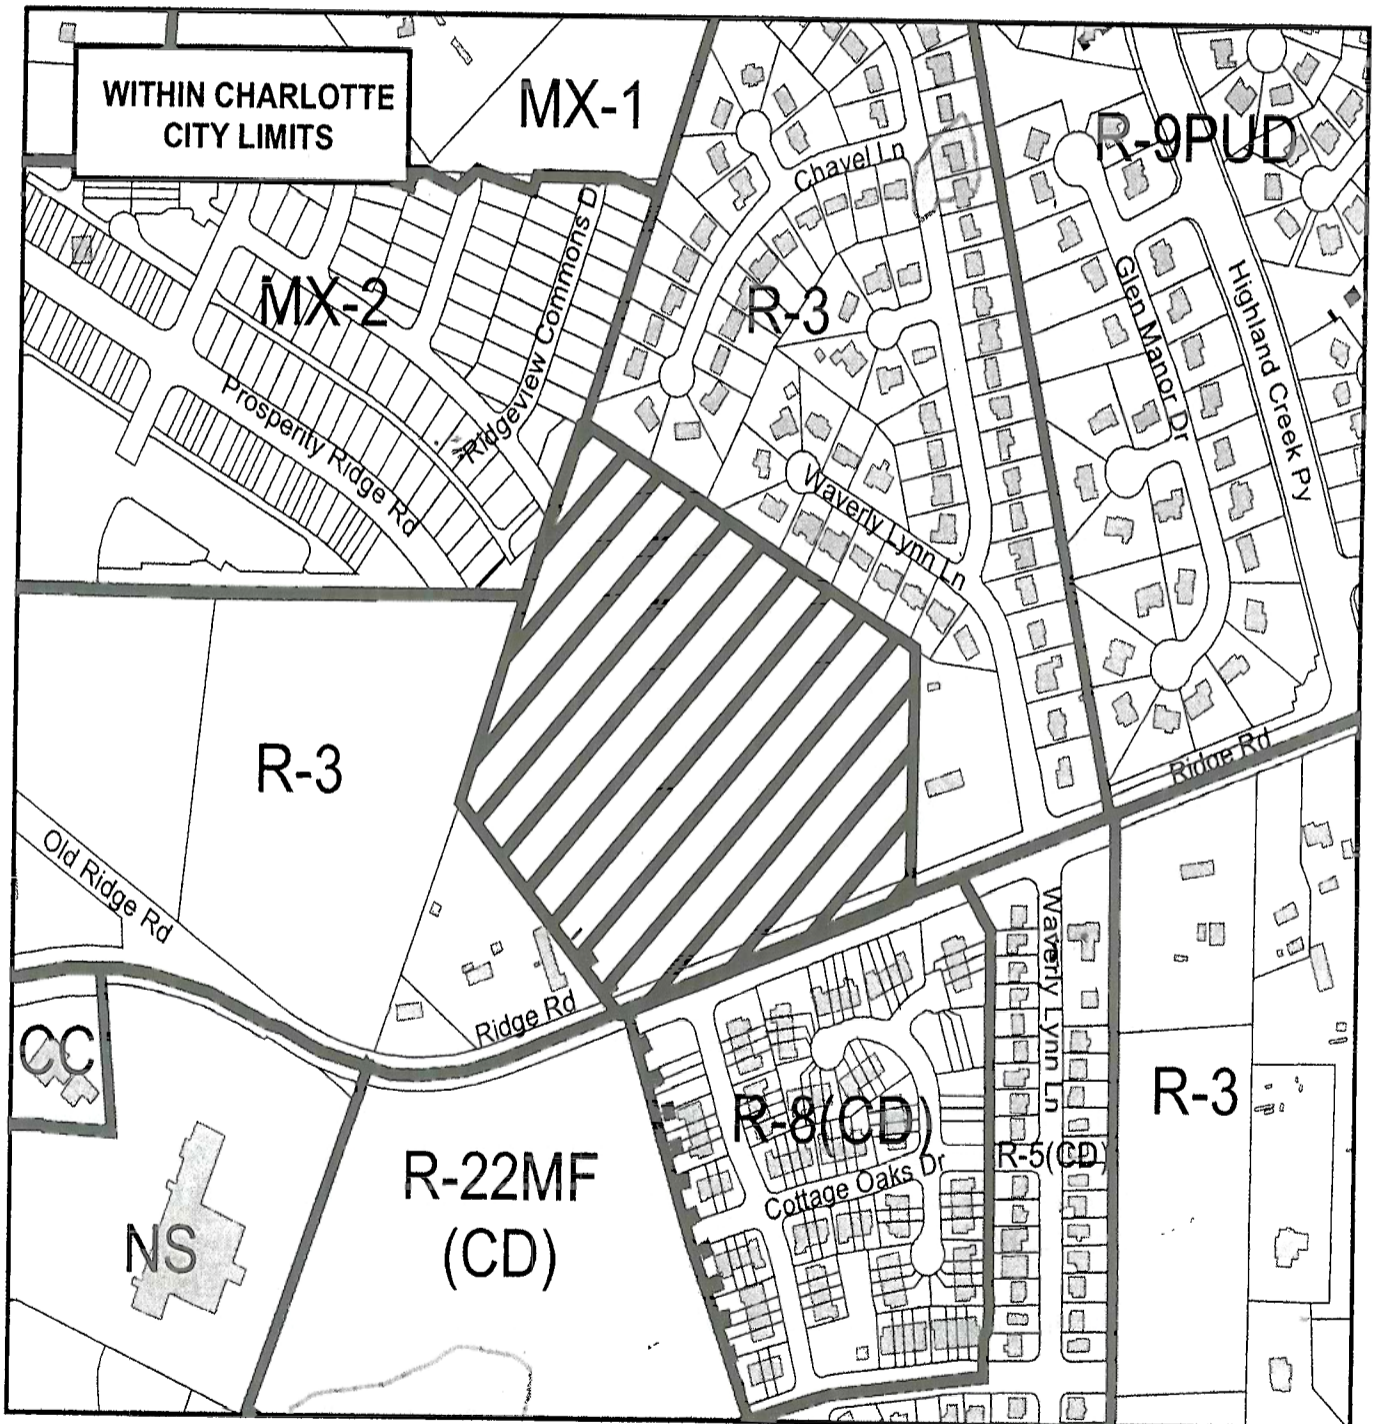 WITHIN CHARLOTTE
CITY LIMITS
MX-1
R-9PUD
Chavel Ln
MX-2
Ridgeview Commons D
R-3
Glen Manor Dr
Highland Creek Py
Prosperity Ridge Rd
Waverly Lynn Ln
R-3
Ridge Rd
Old Ridge Rd
Ridge Rd
Waverly Lynn Ln
CC
R-8(CD)
R-3
R-22MF
(CD)
R-5(CD)
Cottage Oaks Dr
NS